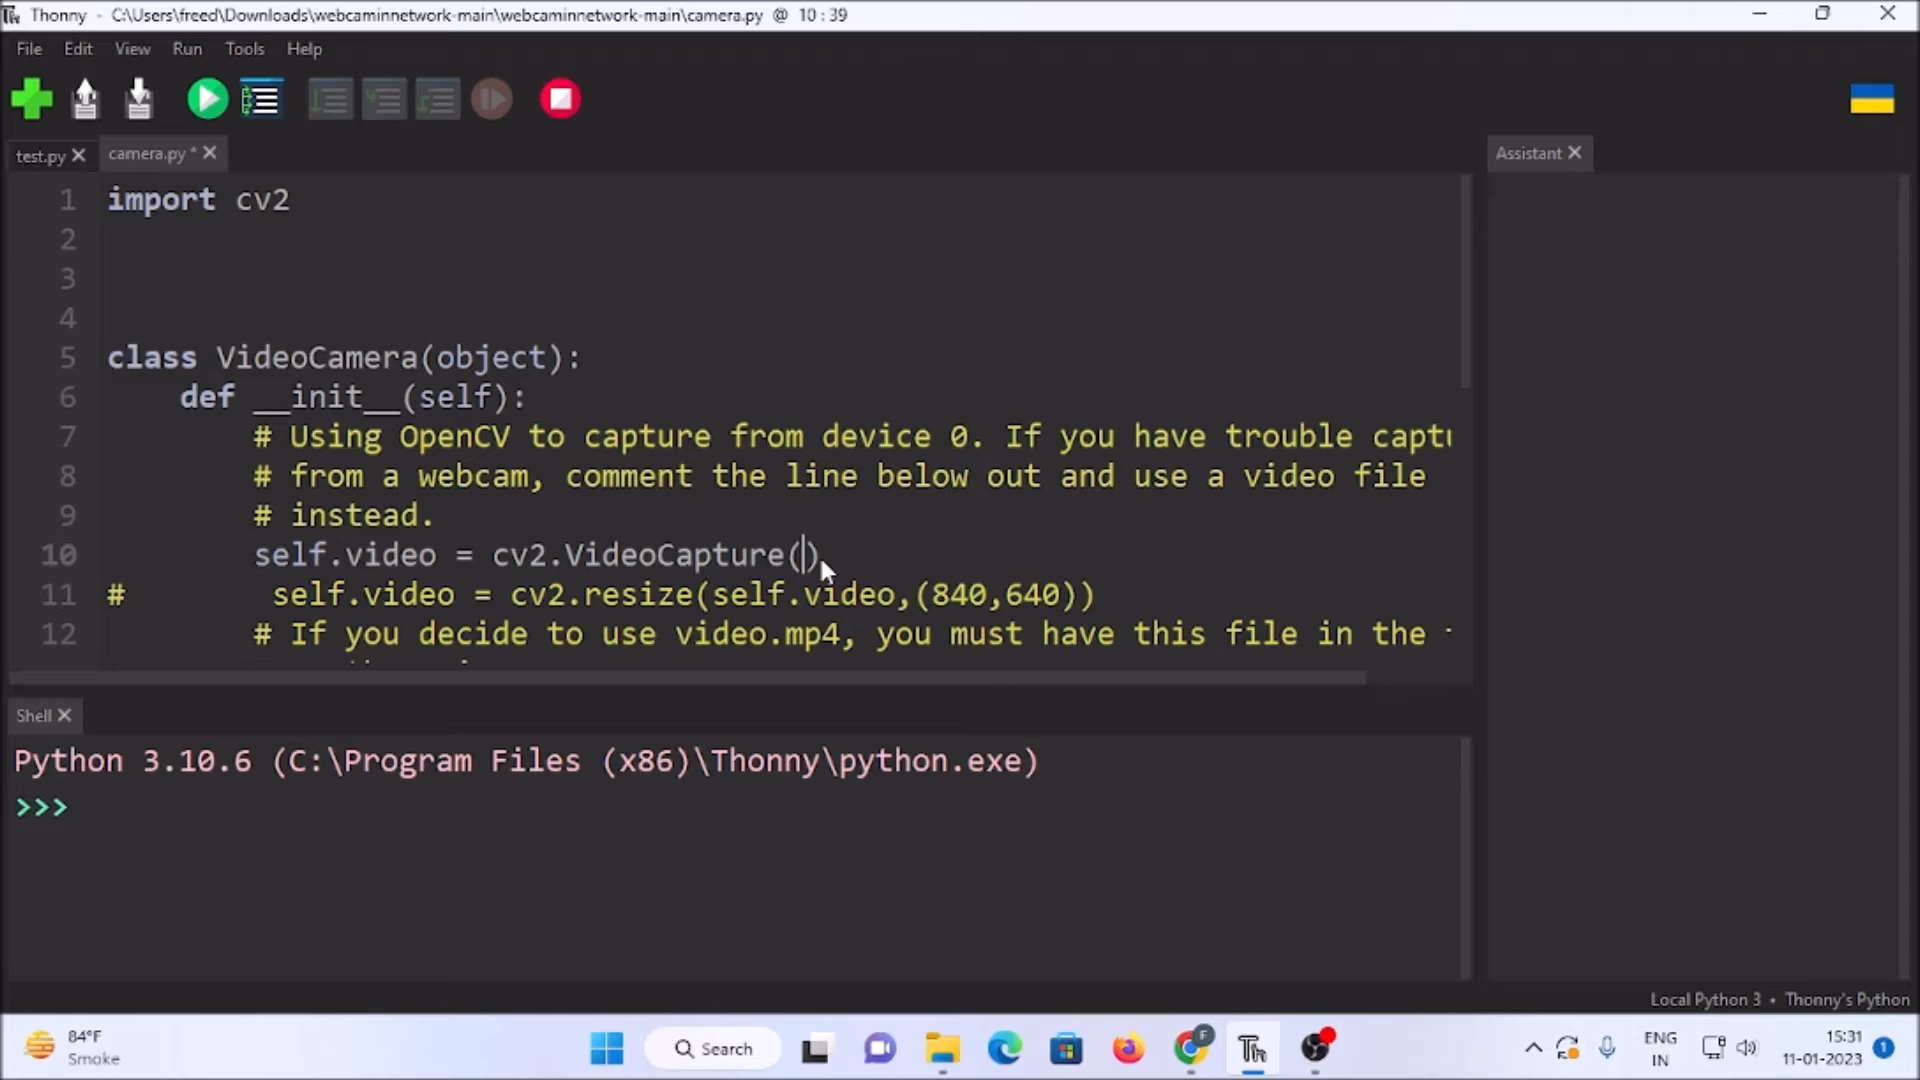 Thonny - C:\Users\freed\Downloads\webcaminnetwork-main\webcaminnetwork-main\camera.py @ 10:39
File Edit View Run Tools Help
test.py camera.py * Assistant
1 import cv2
2
3
4
5 class VideoCamera(object):
6 def __init__(self):
7 # Using OpenCV to capture from device 0. If you have trouble captu
8 # from a webcam, comment the line below out and use a video file
9 # instead.
10 self.video = cv2.VideoCapture()
11 # self.video = cv2.resize(self.video,(840,640))
12 # If you decide to use video.mp4, you must have this file in the
Shell
Python 3.10.6 (C:\Program Files (x86)\Thonny\python.exe)
>>>
Local Python 3 • Thonny's Python
84°F
Smoke
Search
ENG
IN
15:31
11-01-2023
1